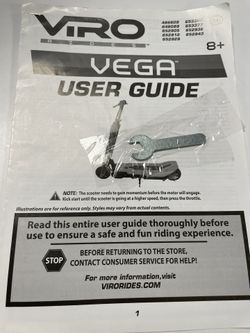 VIRO
RIDES
8+
VEGA
USER GUIDE
NOTE: The scooter needs to gain momentum before the motor will engage.
Kick start until the scooter is going at a higher speed, then press the throttle.
Illustrations are for reference only. Styles may vary from actual contents.
Read this entire user guide thoroughly before
use to ensure a safe and fun riding experience.
STOP
BEFORE RETURNING TO THE STORE,
CONTACT CONSUMER SERVICE FOR HELP!
For more information, visit
VIRORIDES.COM
1